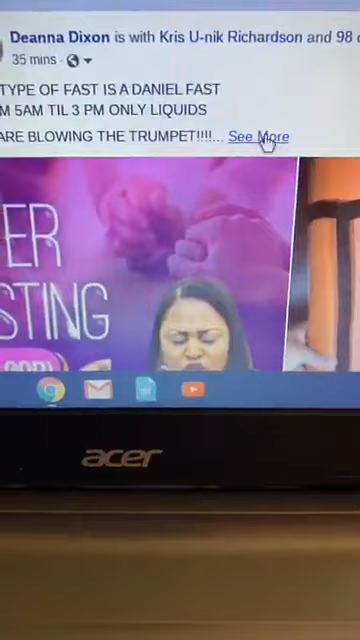 Deanna Dixon is with Kris U-nik Richardson and 98
35 mins
TYPE OF FAST IS A DANIEL FAST
M 5AM TIL 3 PM ONLY LIQUIDS
ARE BLOWING THE TRUMPET!!!!... See More
ER
STING
acer